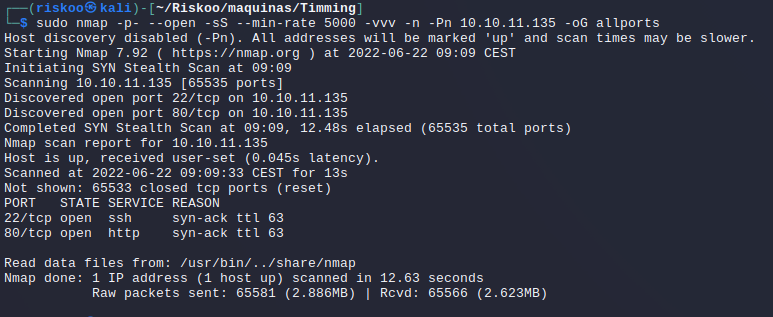 ┌──(riskoo㉿kali)-[~/Riskoo/maquinas/Timming]
└─$ sudo nmap -p- --open -sS --min-rate 5000 -vvv -n -Pn 10.10.11.135 -oG allports
Host discovery disabled (-Pn). All addresses will be marked 'up' and scan times may be slower.
Starting Nmap 7.92 ( https://nmap.org ) at 2022-06-22 09:09 CEST
Initiating SYN Stealth Scan at 09:09
Scanning 10.10.11.135 [65535 ports]
Discovered open port 22/tcp on 10.10.11.135
Discovered open port 80/tcp on 10.10.11.135
Completed SYN Stealth Scan at 09:09, 12.48s elapsed (65535 total ports)
Nmap scan report for 10.10.11.135
Host is up, received user-set (0.045s latency).
Scanned at 2022-06-22 09:09:33 CEST for 13s
Not shown: 65533 closed tcp ports (reset)
PORT   STATE SERVICE REASON
22/tcp open  ssh     syn-ack ttl 63
80/tcp open  http    syn-ack ttl 63

Read data files from: /usr/bin/../share/nmap
Nmap done: 1 IP address (1 host up) scanned in 12.63 seconds
           Raw packets sent: 65581 (2.886MB) | Rcvd: 65566 (2.623MB)